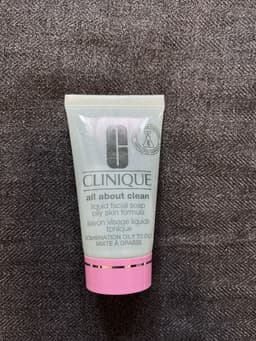 C
CLINIQUE
all about clean
liquid facial soap
oily skin formula
savon visage liquide
tonique
COMBINATION OILY TO OILY
MIXTE À GRASSE